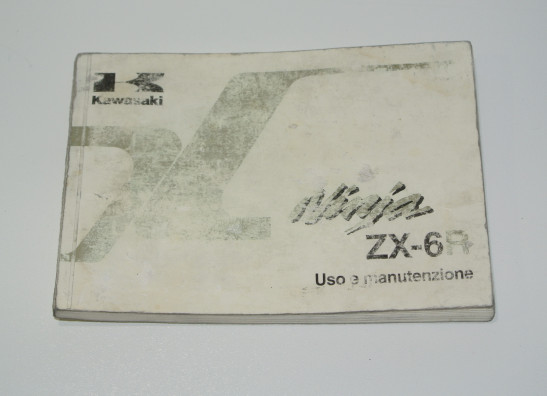 Kawasaki
Ninja
ZX-6R
Uso e manutenzione